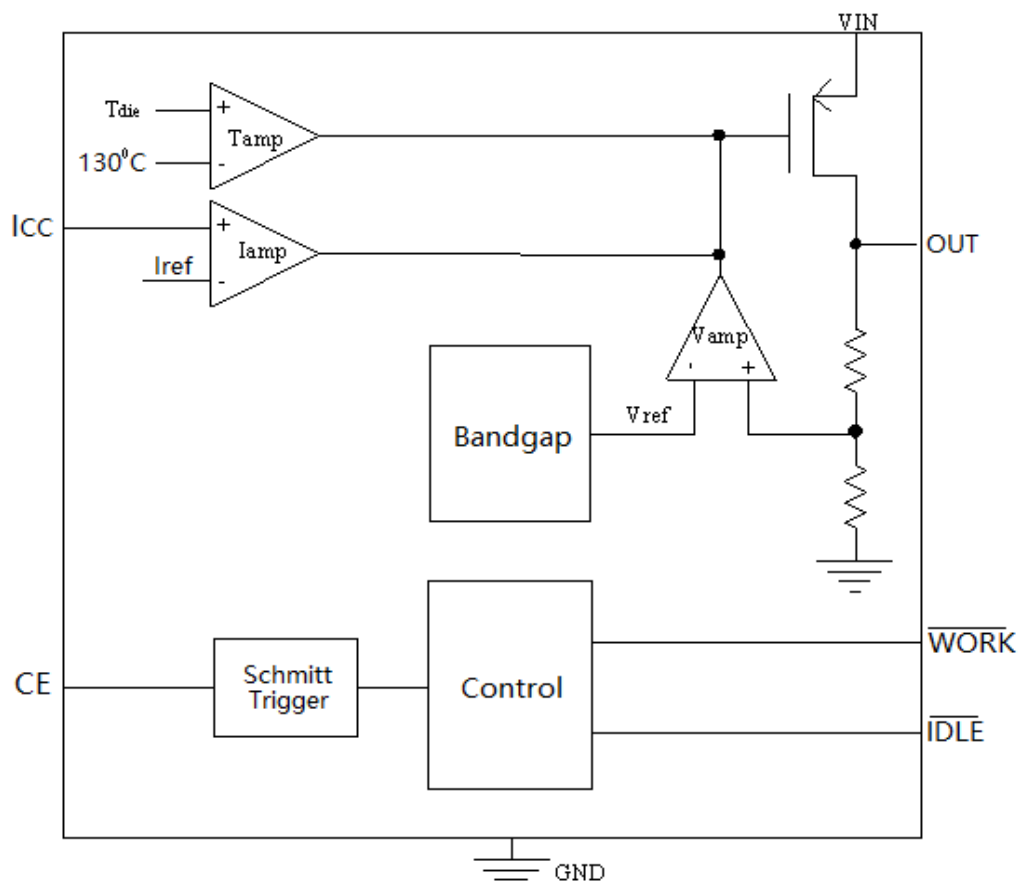 VIN
Tdie
+
Tamp
130⁰C
-
ICC
+
Iamp
Iref
-
OUT
Vamp
-
+
Vref
Bandgap
WORK
CE
Schmitt
Trigger
Control
IDLE
GND